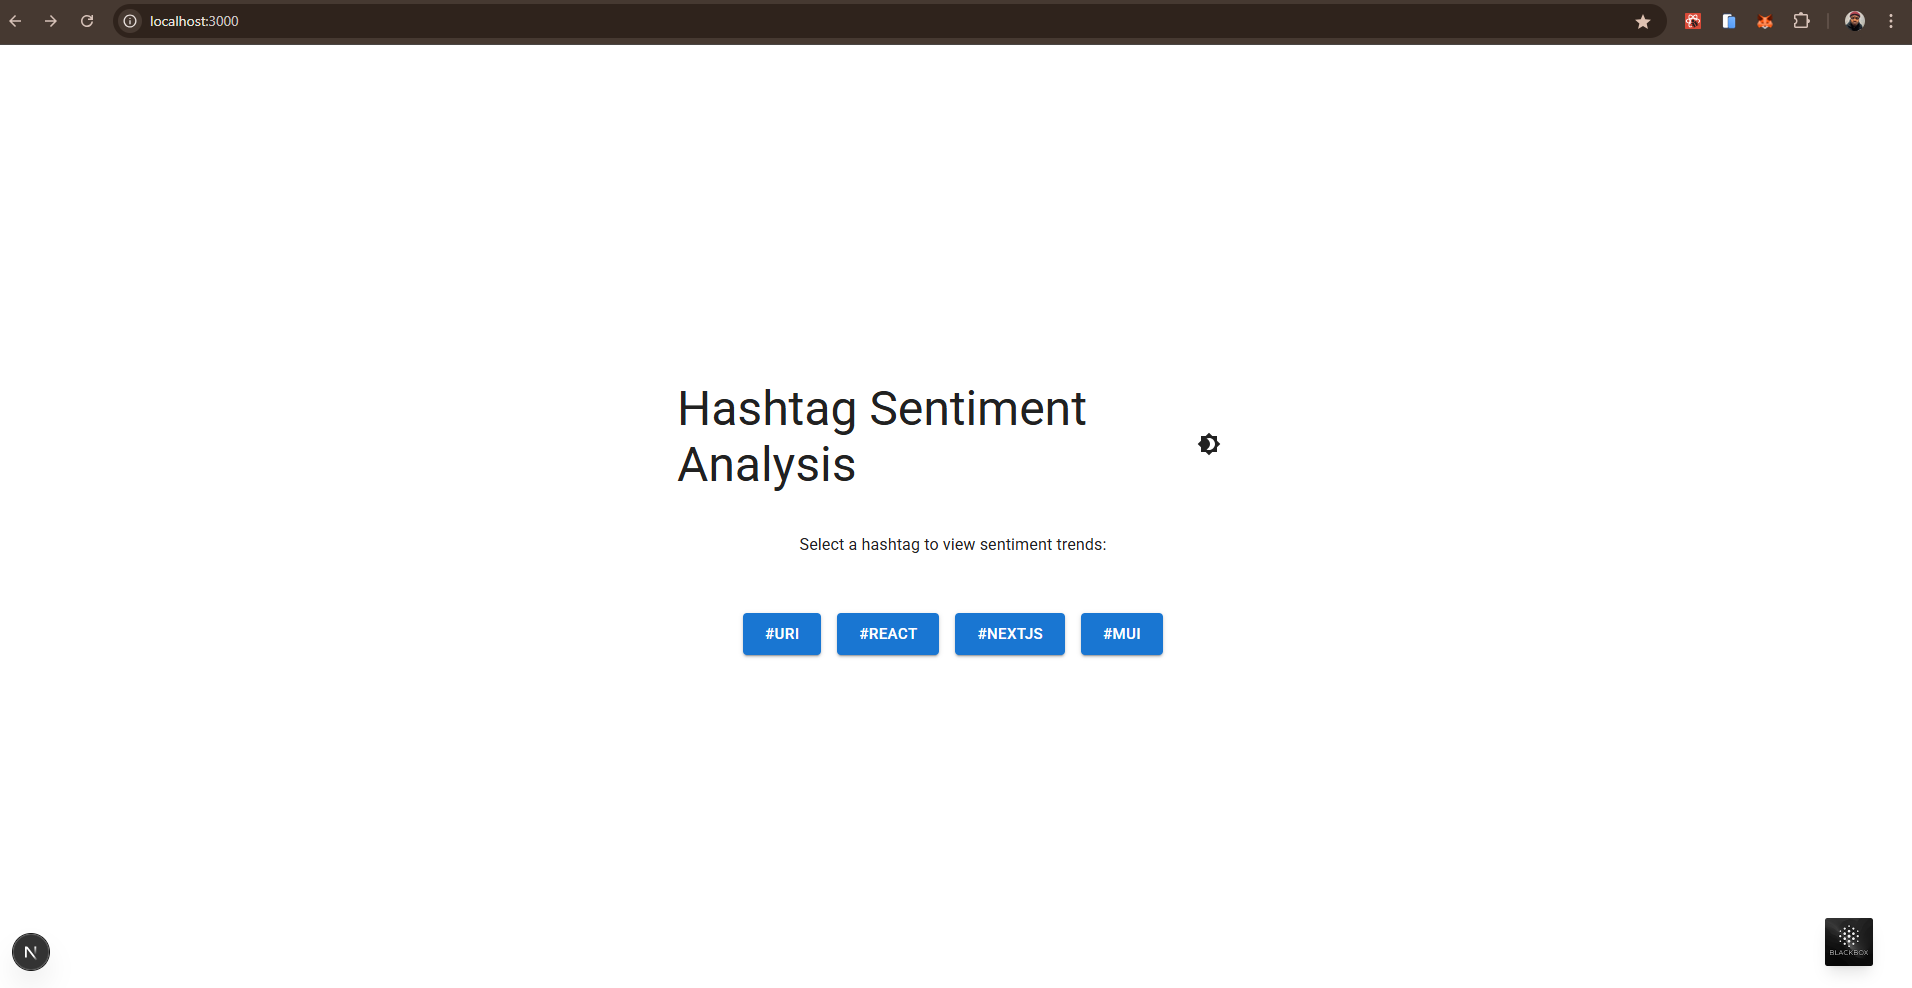 localhost:3000
Hashtag Sentiment
Analysis
Select a hashtag to view sentiment trends:
#URI #REACT #NEXTJS #MUI
N
BLACKBOX